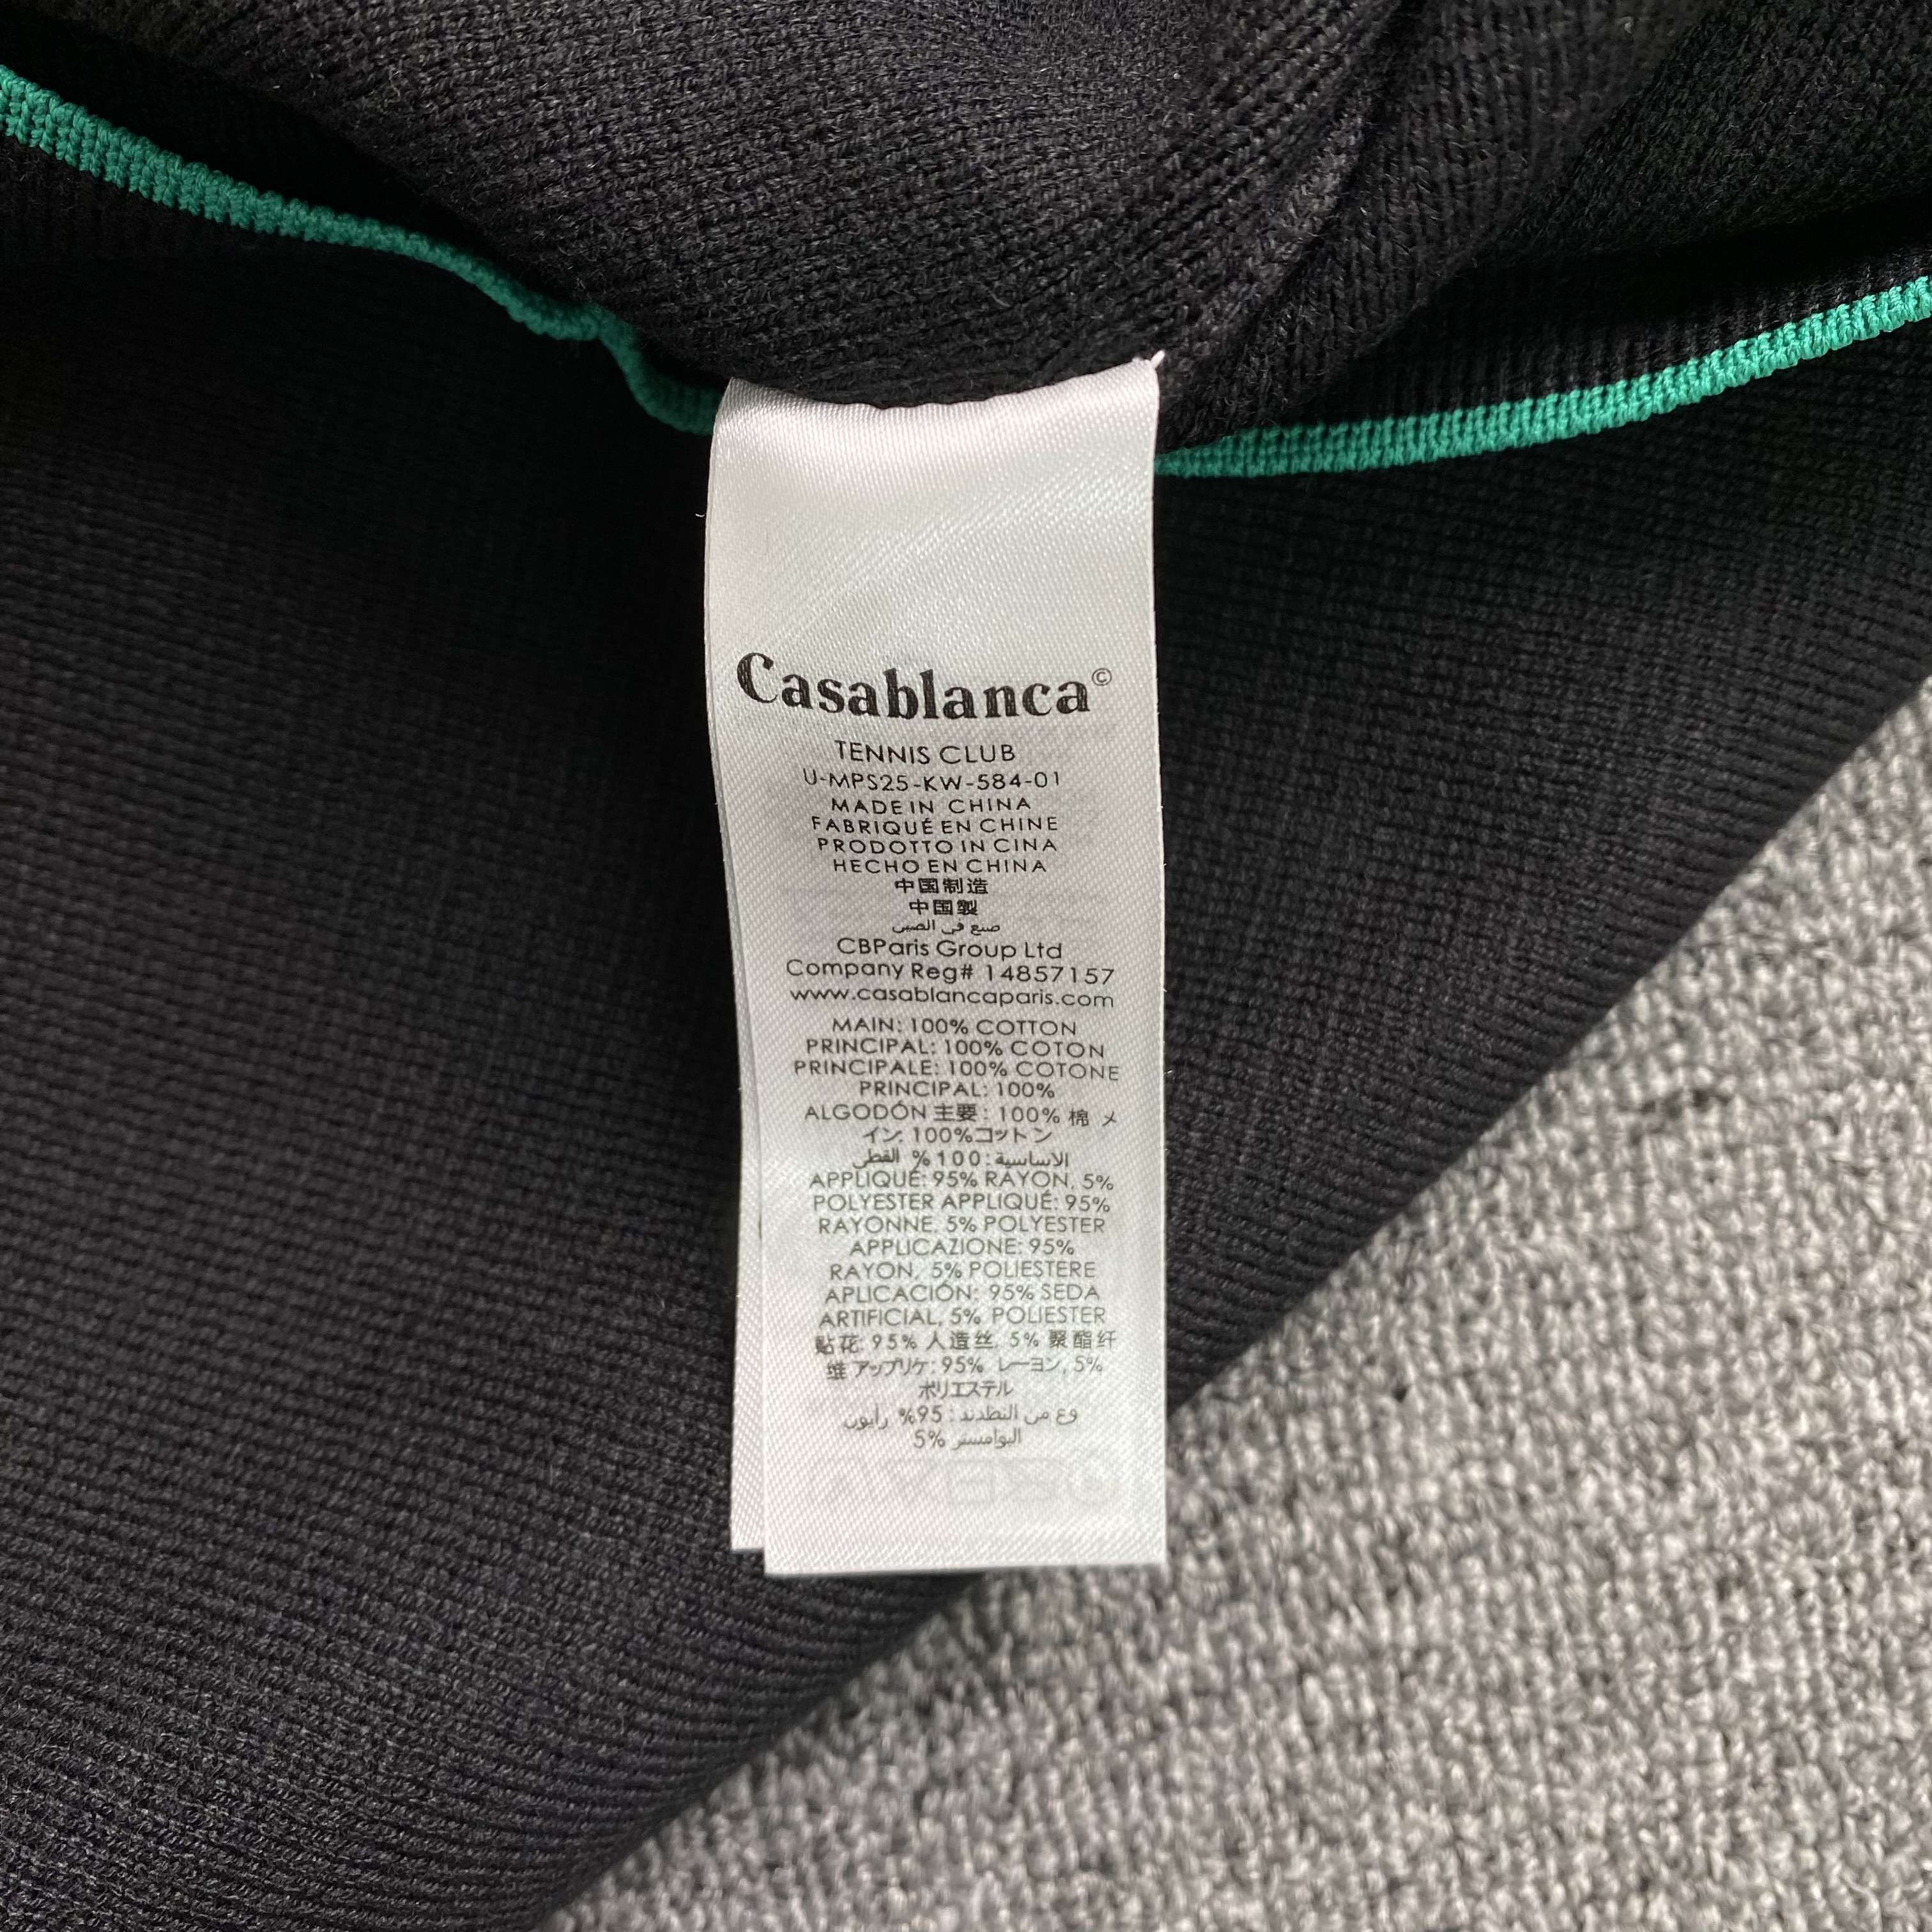 Casablanca©
TENNIS CLUB
U-MPS25-KW-584-01
MADE IN CHINA
FABRIQUÉ EN CHINE
PRODOTTO IN CINA
HECHO EN CHINA
中国制造
中国製
صنع في الصين
CBParis Group Ltd
Company Reg# 14857157
www.casablancaparis.com
MAIN: 100% COTTON
PRINCIPAL: 100% COTON
PRINCIPALE: 100% COTONE
PRINCIPAL: 100%
ALGODÓN 主要: 100% 棉 メ
イン: 100%コットン
الاساسية: 100% القطن
APPLIQUÉ: 95% RAYON, 5%
POLYESTER APPLIQUÉ: 95%
RAYONNE, 5% POLYESTER
APPLICAZIONE: 95%
RAYON, 5% POLIESTERE
APLICACIÓN: 95% SEDA
ARTIFICIAL, 5% POLIESTER
贴花: 95% 人造丝, 5% 聚酯纤
维 アップリケ: 95% レーヨン, 5%
ポリエステル
95% رايون
5%